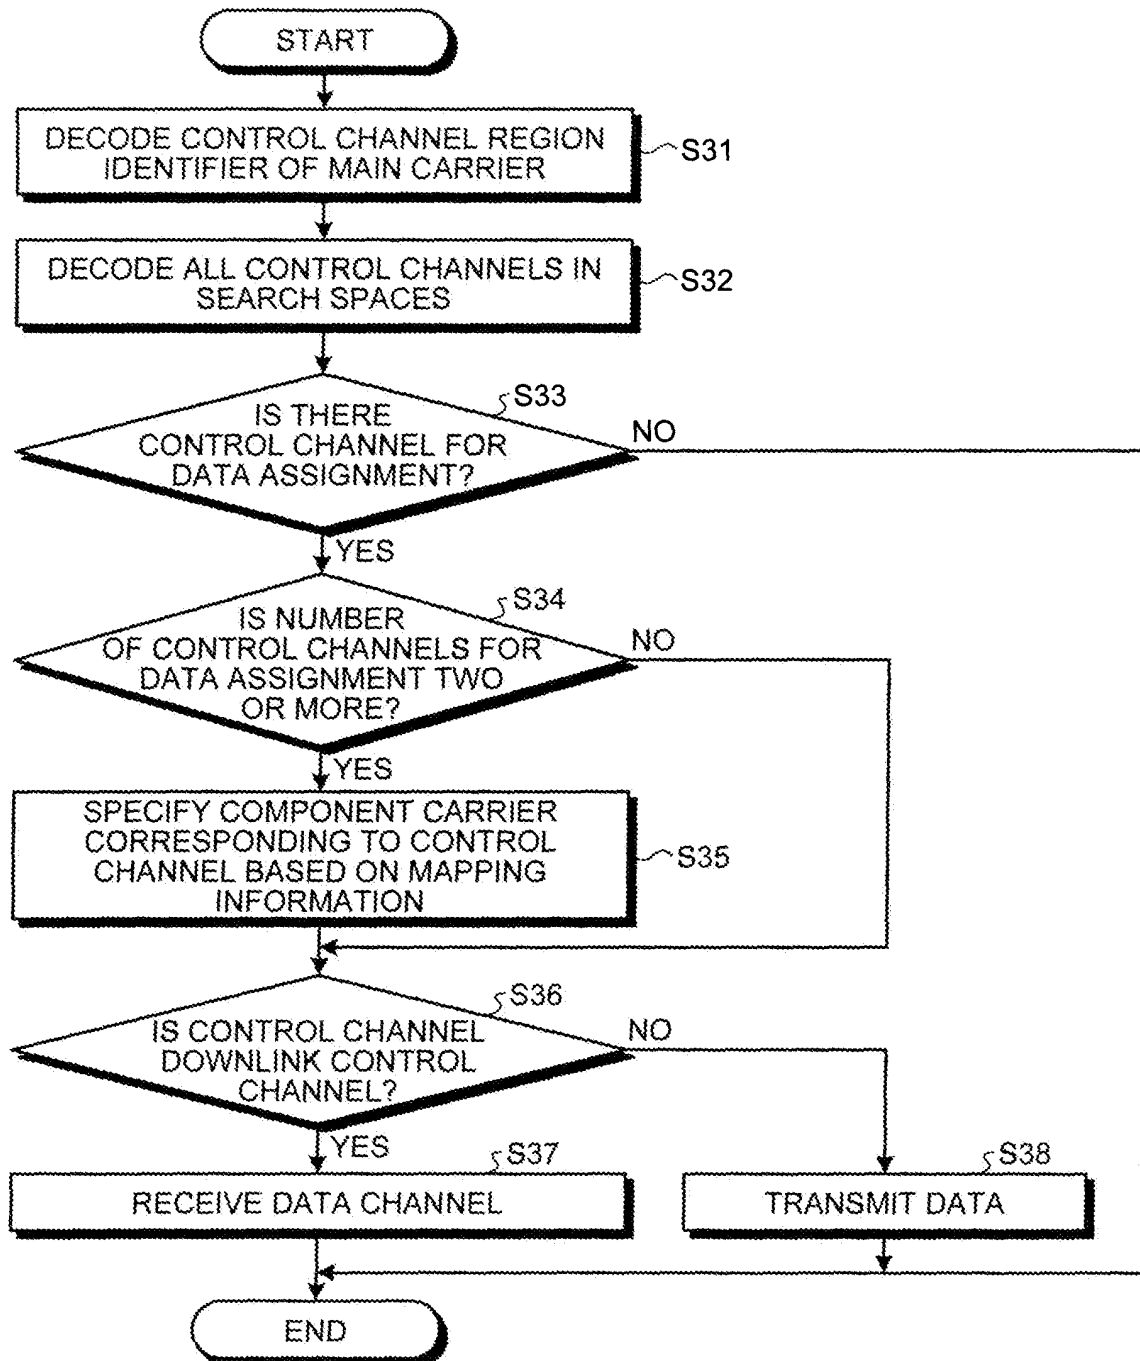 START
DECODE CONTROL CHANNEL REGION
IDENTIFIER OF MAIN CARRIER
S31
DECODE ALL CONTROL CHANNELS IN
SEARCH SPACES
S32
S33
IS THERE
CONTROL CHANNEL FOR
DATA ASSIGNMENT?
NO
YES
S34
IS NUMBER
OF CONTROL CHANNELS FOR
DATA ASSIGNMENT TWO
OR MORE?
NO
YES
SPECIFY COMPONENT CARRIER
CORRESPONDING TO CONTROL
CHANNEL BASED ON MAPPING
INFORMATION
S35
S36
IS CONTROL CHANNEL
DOWNLINK CONTROL
CHANNEL?
NO
YES
S37
RECEIVE DATA CHANNEL
S38
TRANSMIT DATA
END